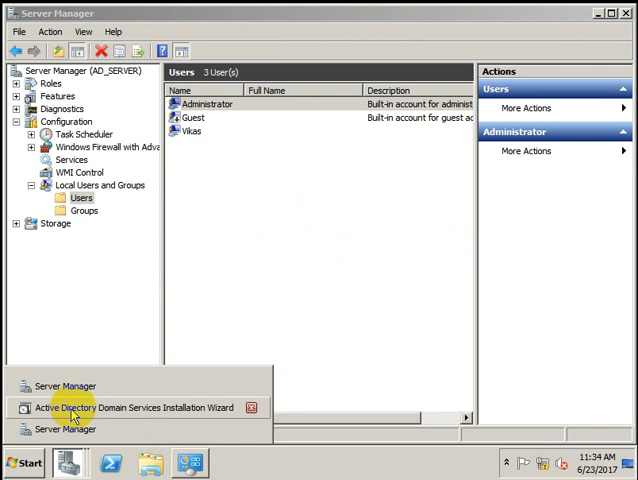 Server Manager
File Action View Help
Server Manager (AD_SERVER)
Roles
Features
Diagnostics
Configuration
Task Scheduler
Windows Firewall with Adva
Services
WMI Control
Local Users and Groups
Users
Groups
Storage
Users 3 User(s)
Name Full Name Description
Administrator Built-in account for administ
Guest Built-in account for guest ac
Vikas
Actions
Users
More Actions
Administrator
More Actions
Server Manager
Active Directory Domain Services Installation Wizard
Server Manager
Start
11:34 AM
6/23/2017